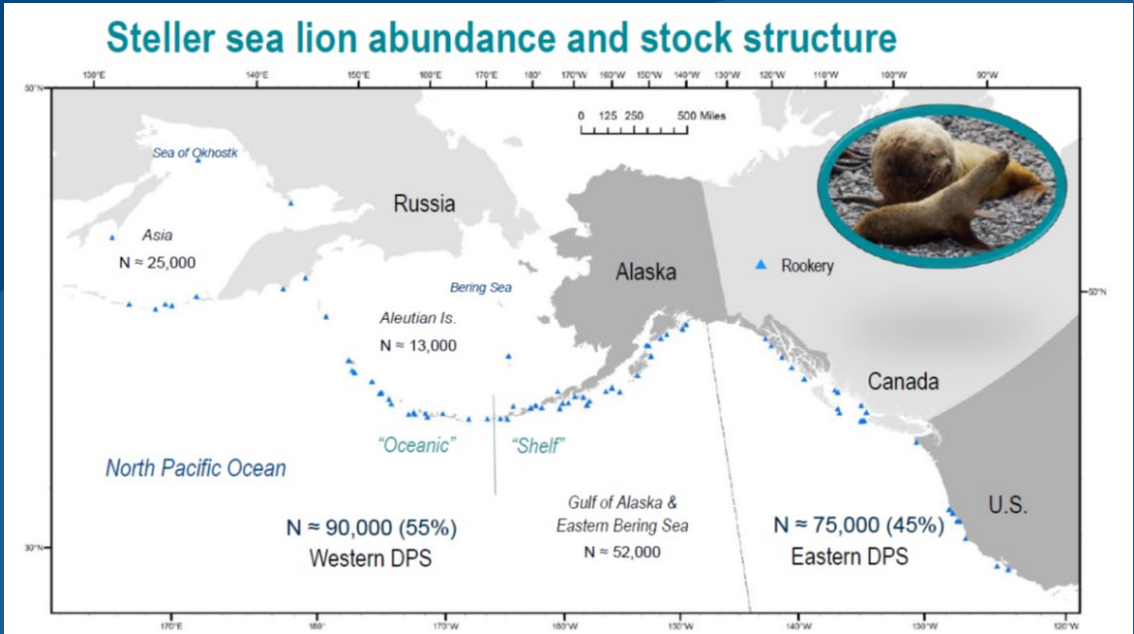 Steller sea lion abundance and stock structure
150°E 140°E 150°E 160°E 170°E 180° 170°W 160°W 150°W 140°W 130°W 120°W 110°W 100°W 90°W
50°N
0 125 250 500 Miles
Sea of Okhostk
Russia
Asia
N ≈ 25,000
Alaska
Rookery
Bering Sea
50°N
Aleutian Is.
N ≈ 13,000
Canada
"Oceanic"
"Shelf"
North Pacific Ocean
Gulf of Alaska &
Eastern Bering Sea
N ≈ 52,000
U.S.
N ≈ 90,000 (55%)
Western DPS
N ≈ 75,000 (45%)
Eastern DPS
30°N
170°E 180° 170°W 160°W 150°W 140°W 130°W 120°W